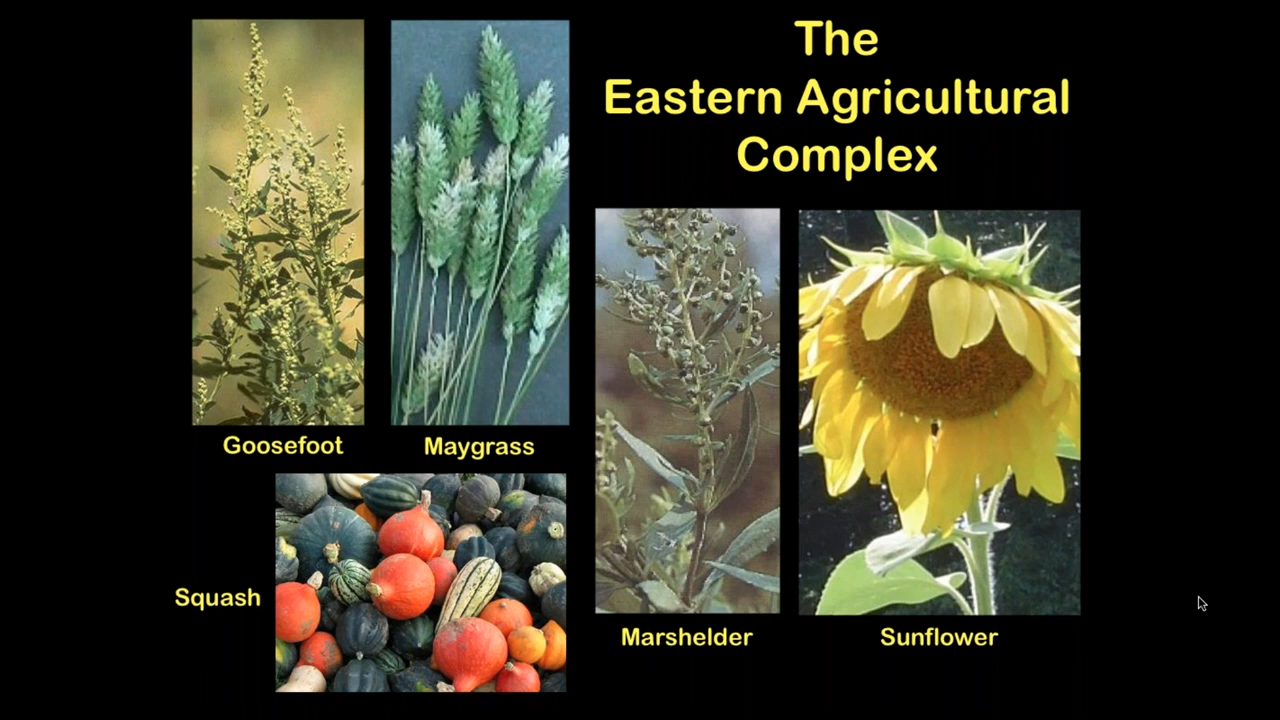 The
Eastern Agricultural
Complex
Goosefoot
Maygrass
Squash
Marshelder
Sunflower